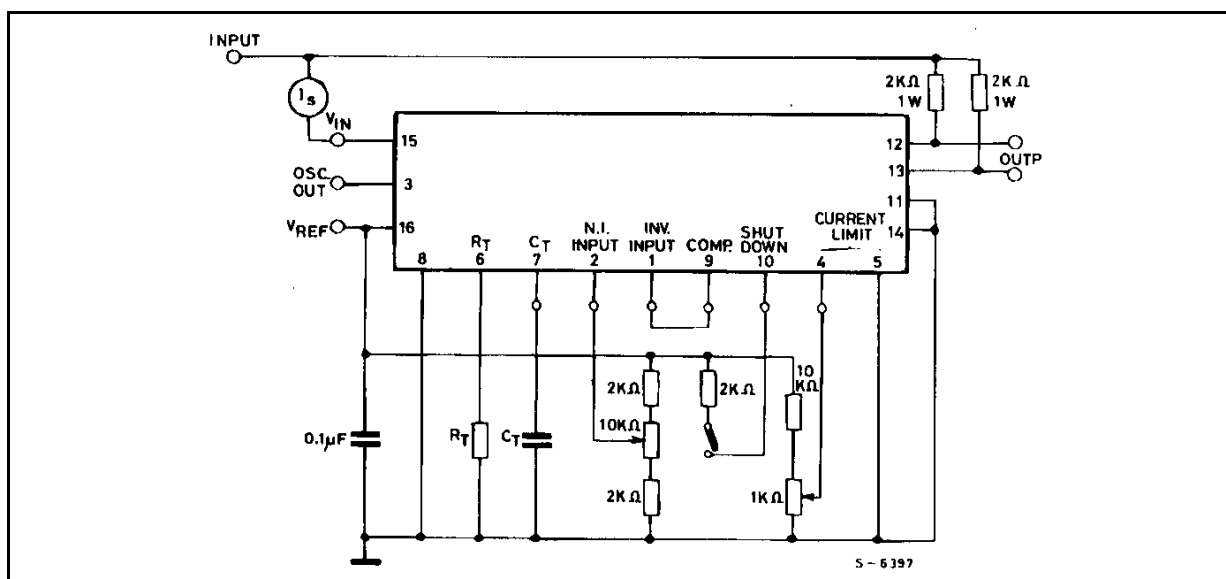 INPUT
Is
VIN
15
OSC.
OUT
3
VREF
16
2KΩ
1W
2KΩ
1W
12
OUTP
13
11
14
CURRENT
LIMIT
8
RT
6
CT
7
N.I.
INPUT
2
INV.
INPUT
1
COMP.
9
SHUT
DOWN
10
4
5
0.1µF
RT
CT
2KΩ
10KΩ
2KΩ
2KΩ
10
KΩ
1KΩ
S-6397